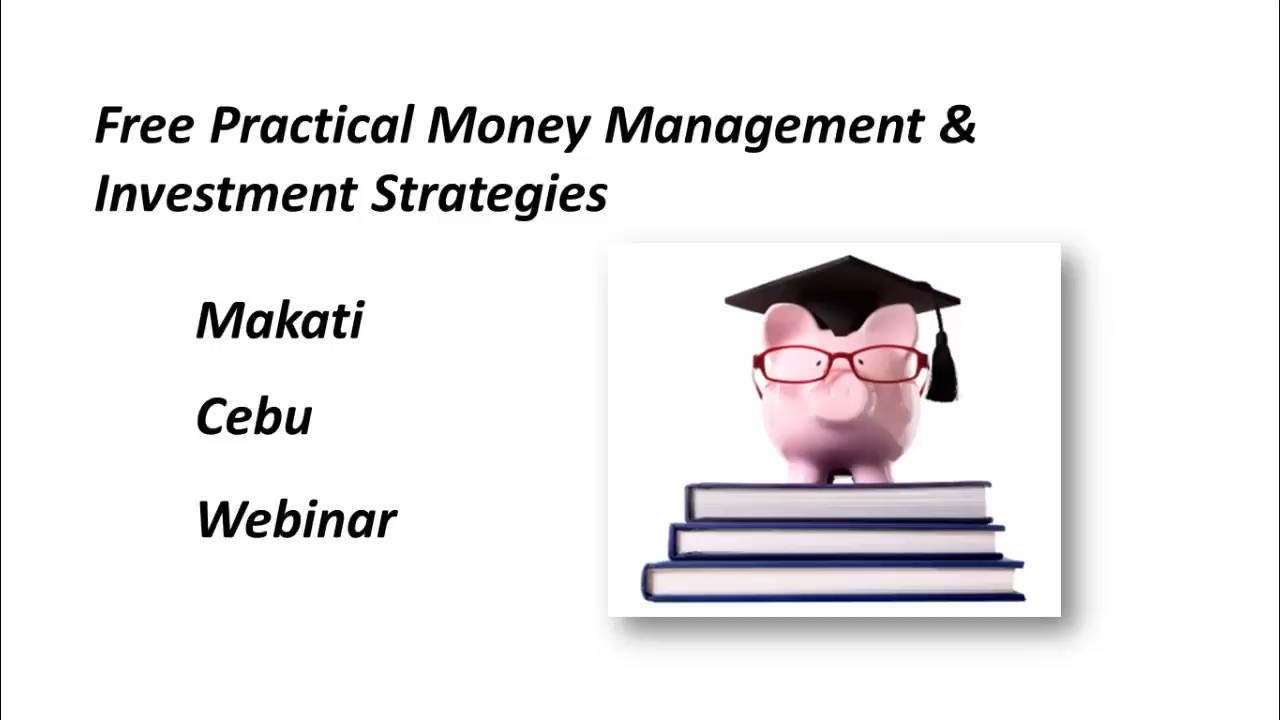 Free Practical Money Management &
Investment Strategies
Makati
Cebu
Webinar